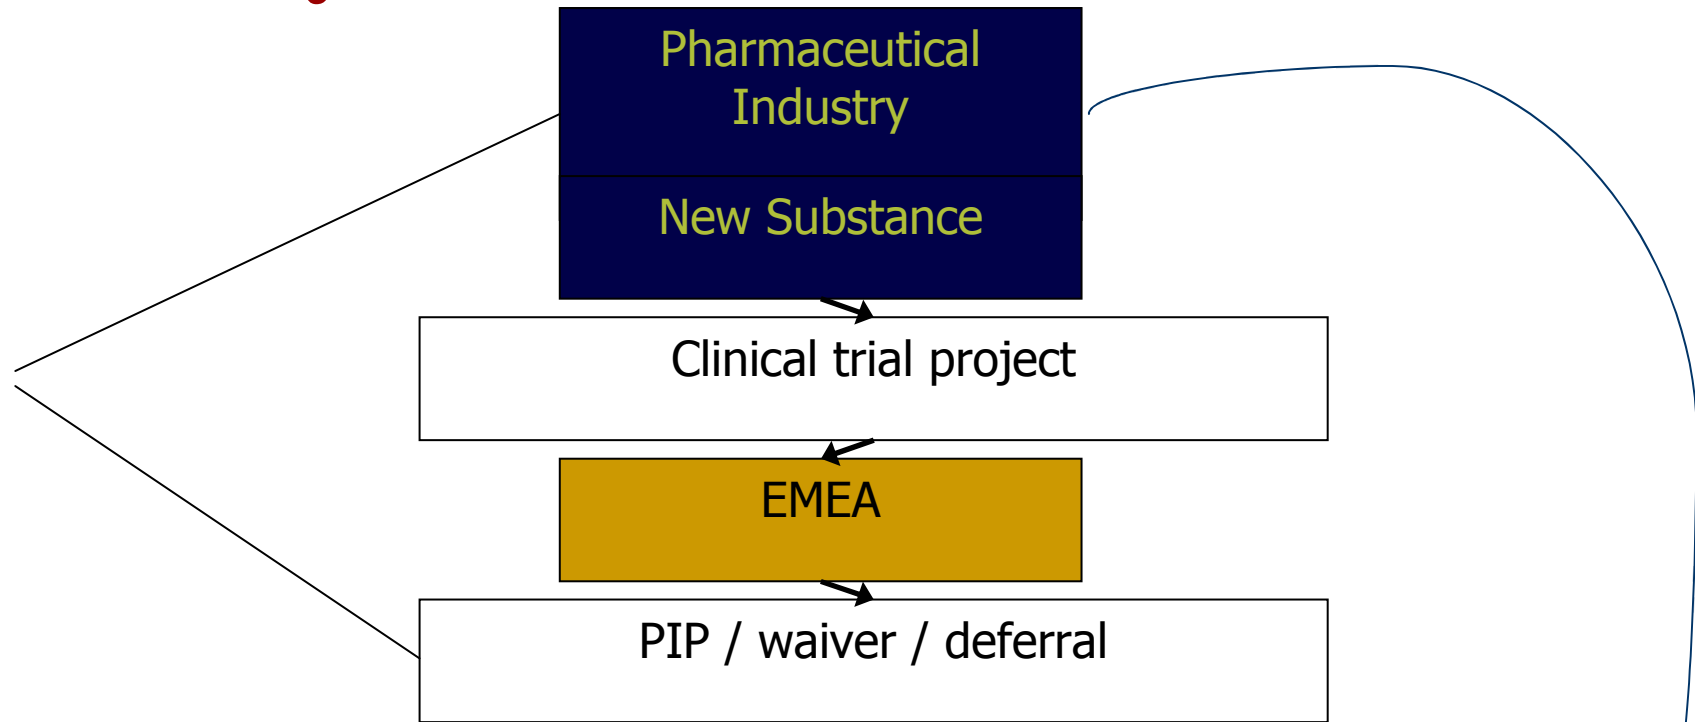 Pharmaceutical
Industry
New Substance
Clinical trial project
EMEA
PIP / waiver / deferral